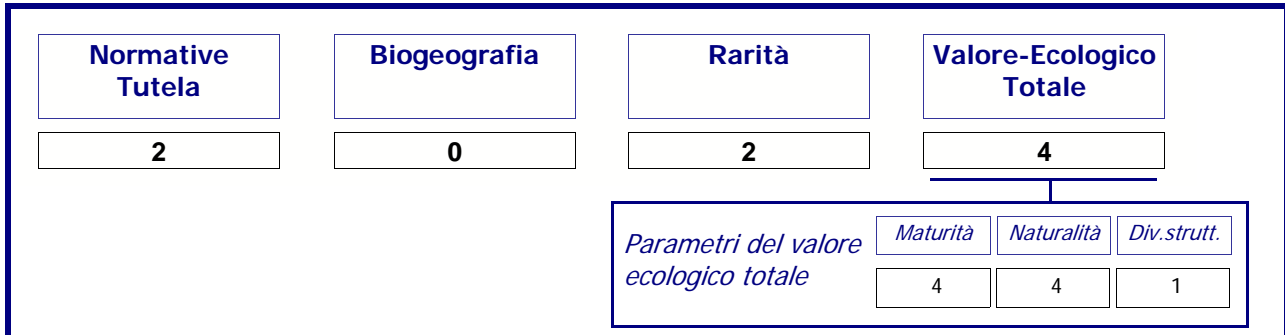 Normative
Tutela
Biogeografia
Rarità
Valore-Ecologico
Totale
2
0
2
4
Parametri del valore
ecologico totale
Maturità
Naturalità
Div.strutt.
4
4
1